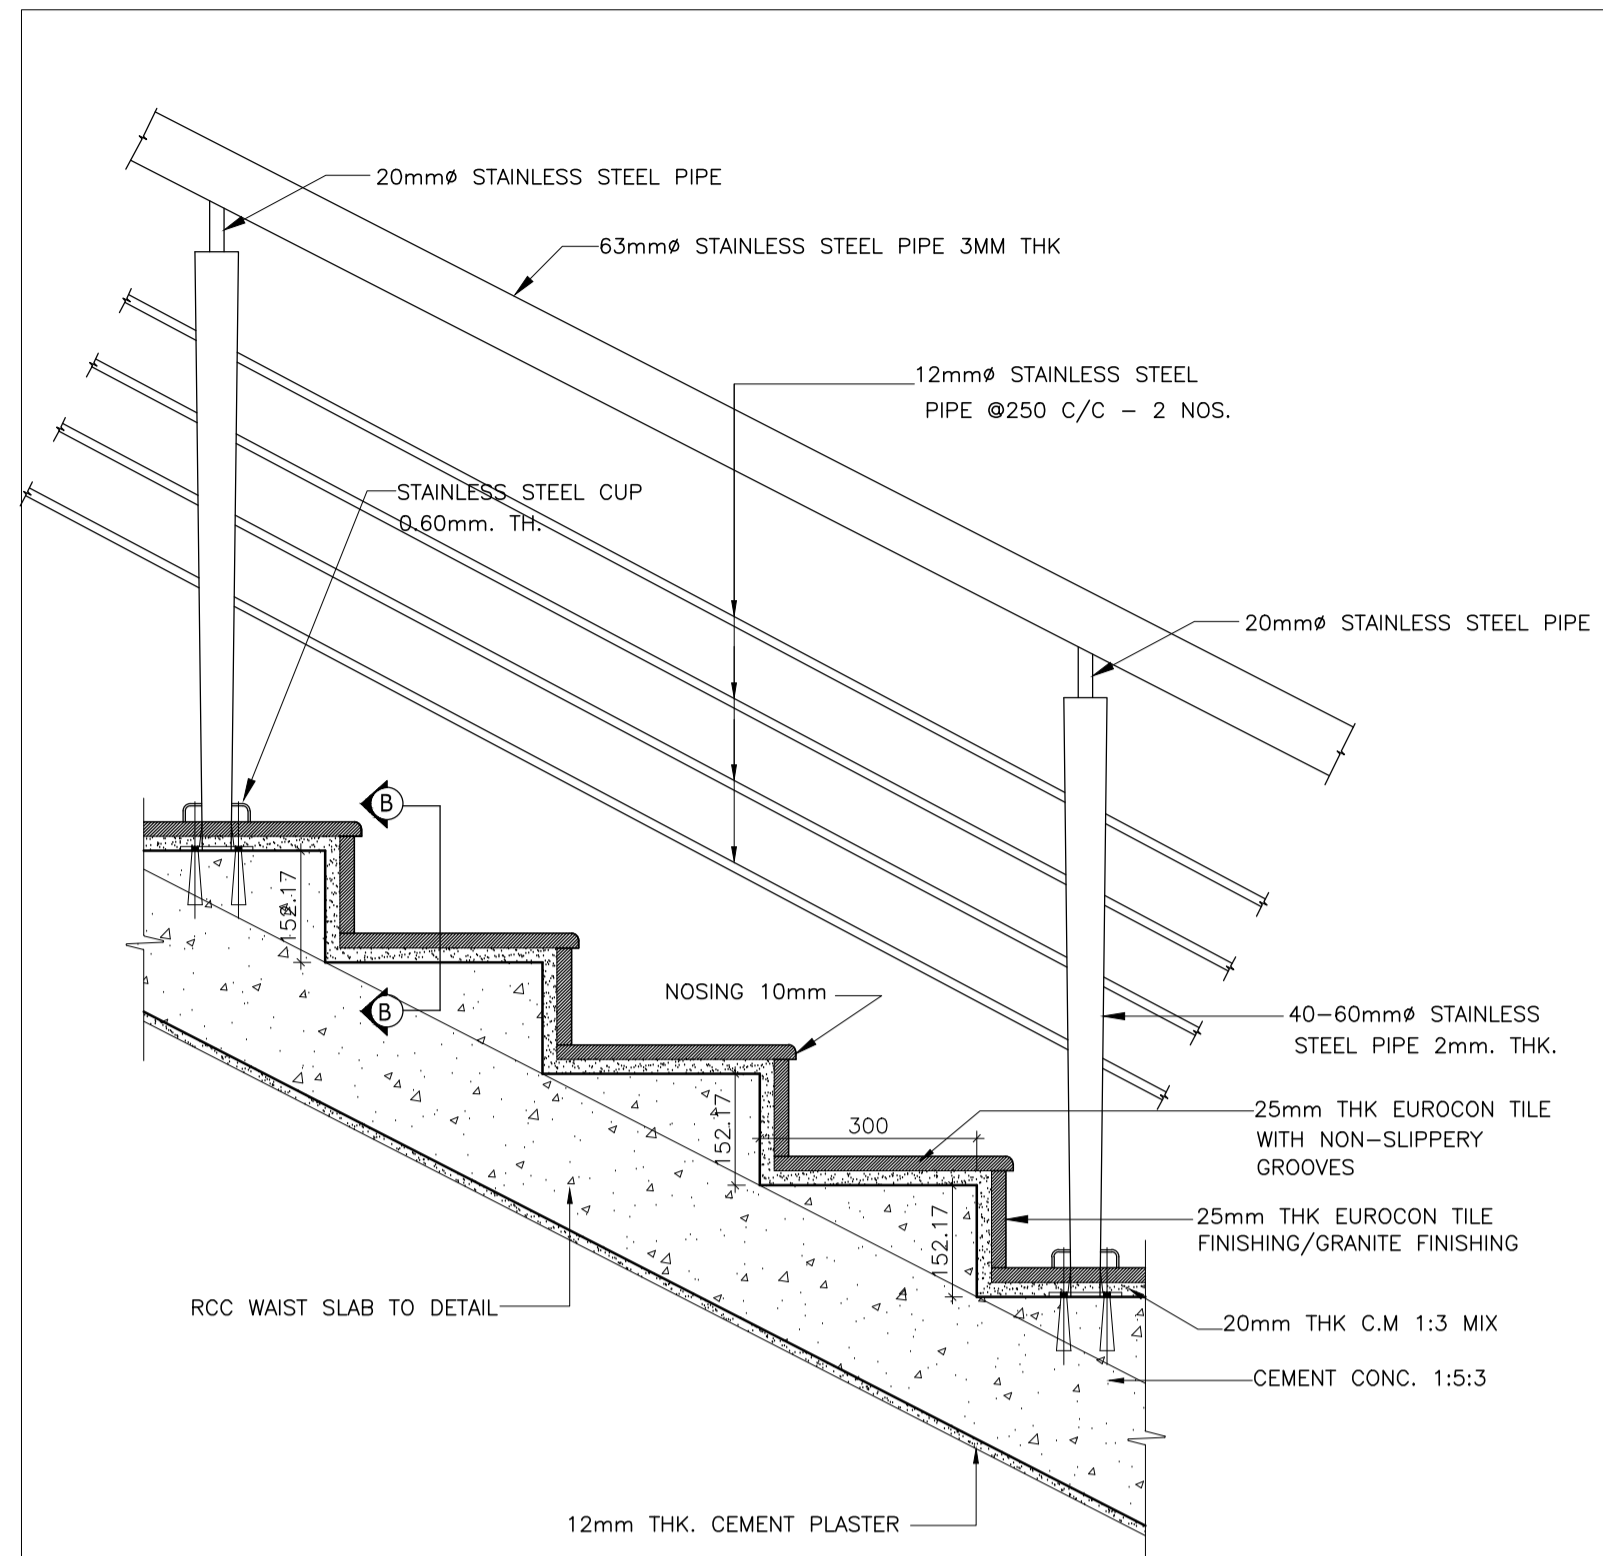 20mmø STAINLESS STEEL PIPE
63mmø STAINLESS STEEL PIPE 3MM THK
12mmø STAINLESS STEEL
PIPE @250 C/C - 2 NOS.
STAINLESS STEEL CUP
0.60mm. TH.
20mmø STAINLESS STEEL PIPE
B
152.17
NOSING 10mm
B
40-60mmø STAINLESS
STEEL PIPE 2mm. THK.
152.17
300
25mm THK EUROCON TILE
WITH NON-SLIPPERY
GROOVES
152.17
25mm THK EUROCON TILE
FINISHING/GRANITE FINISHING
RCC WAIST SLAB TO DETAIL
20mm THK C.M 1:3 MIX
CEMENT CONC. 1:5:3
12mm THK. CEMENT PLASTER